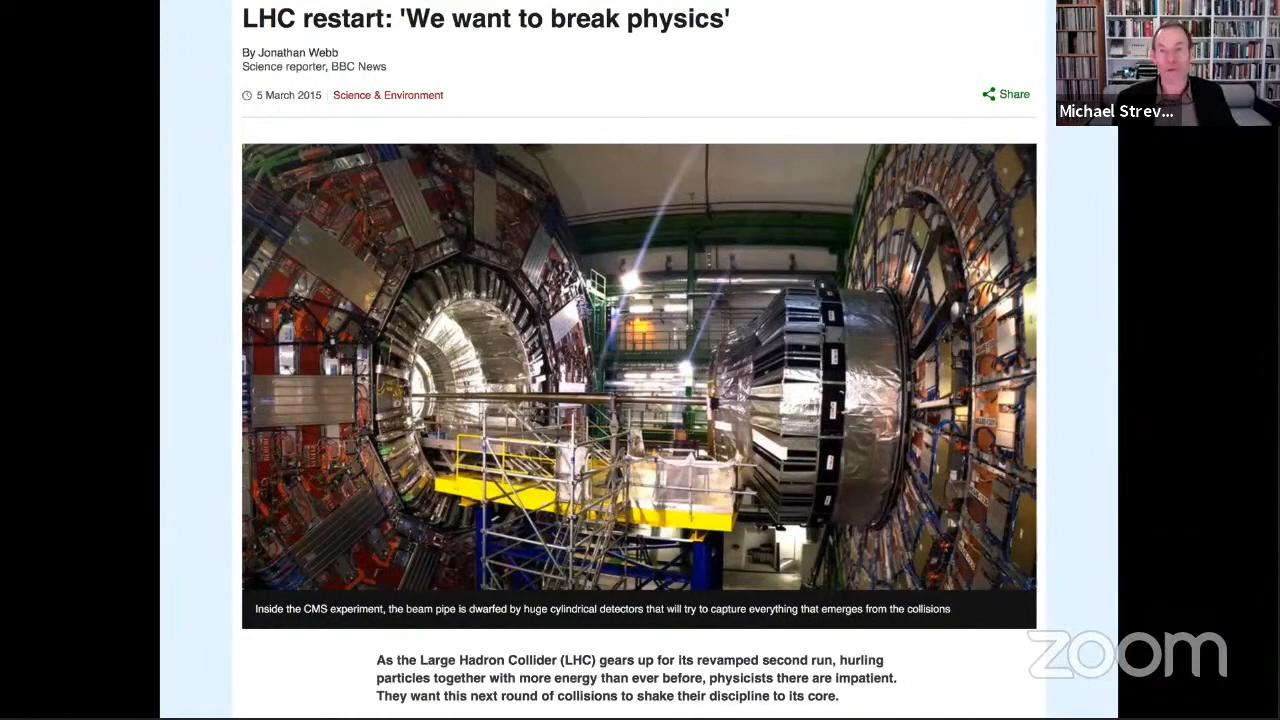 LHC restart: 'We want to break physics'
By Jonathan Webb
Science reporter, BBC News
5 March 2015
Science & Environment
Share
Michael Strev...
Inside the CMS experiment, the beam pipe is dwarfed by huge cylindrical detectors that will try to capture everything that emerges from the collisions
As the Large Hadron Collider (LHC) gears up for its revamped second run, hurling
particles together with more energy than ever before, physicists there are impatient.
They want this next round of collisions to shake their discipline to its core.
zoom